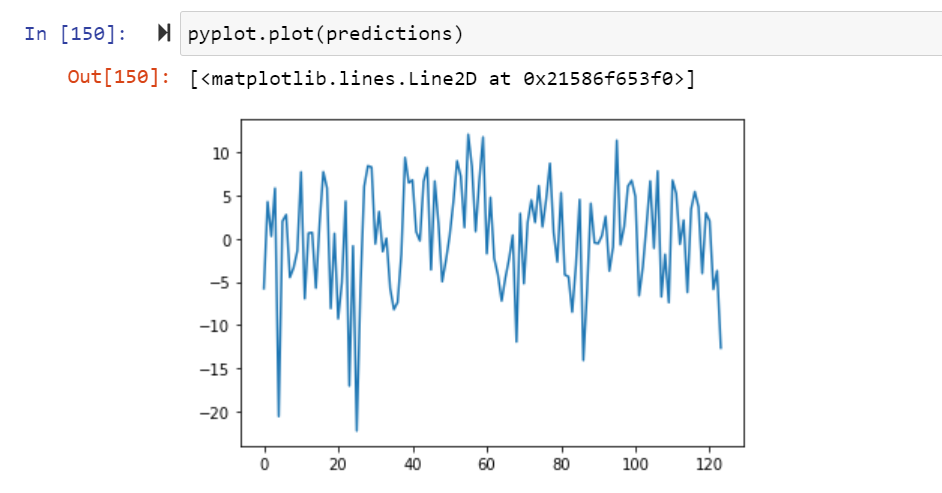 In [150]: pyplot.plot(predictions)
Out[150]: [<matplotlib.lines.Line2D at 0x21586f653f0>]
10
5
0
−5
−10
−15
−20
0 20 40 60 80 100 120